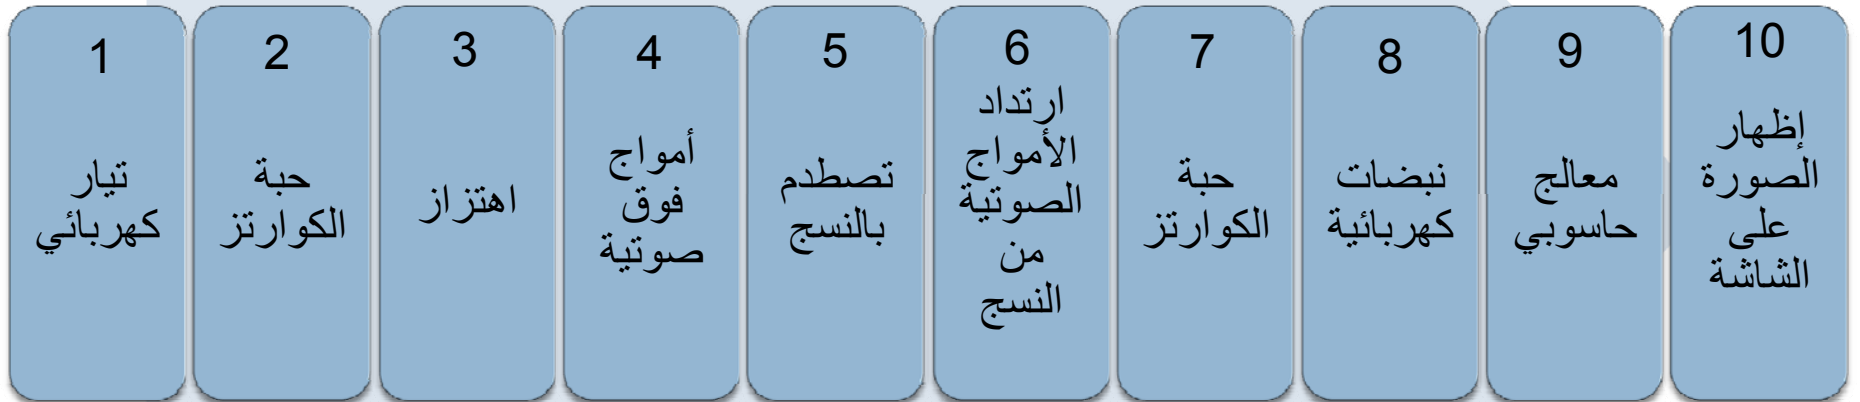 1
تيار
كهربائي
2
حبة
الكوارتز
3
اهتزاز
4
أمواج
فوق
صوتية
5
تصطدم
بالنسج
6
ارتداد
الأمواج
الصوتية
من
النسج
7
حبة
الكوارتز
8
نبضات
كهربائية
9
معالج
حاسوبي
10
إظهار
الصورة
على
الشاشة